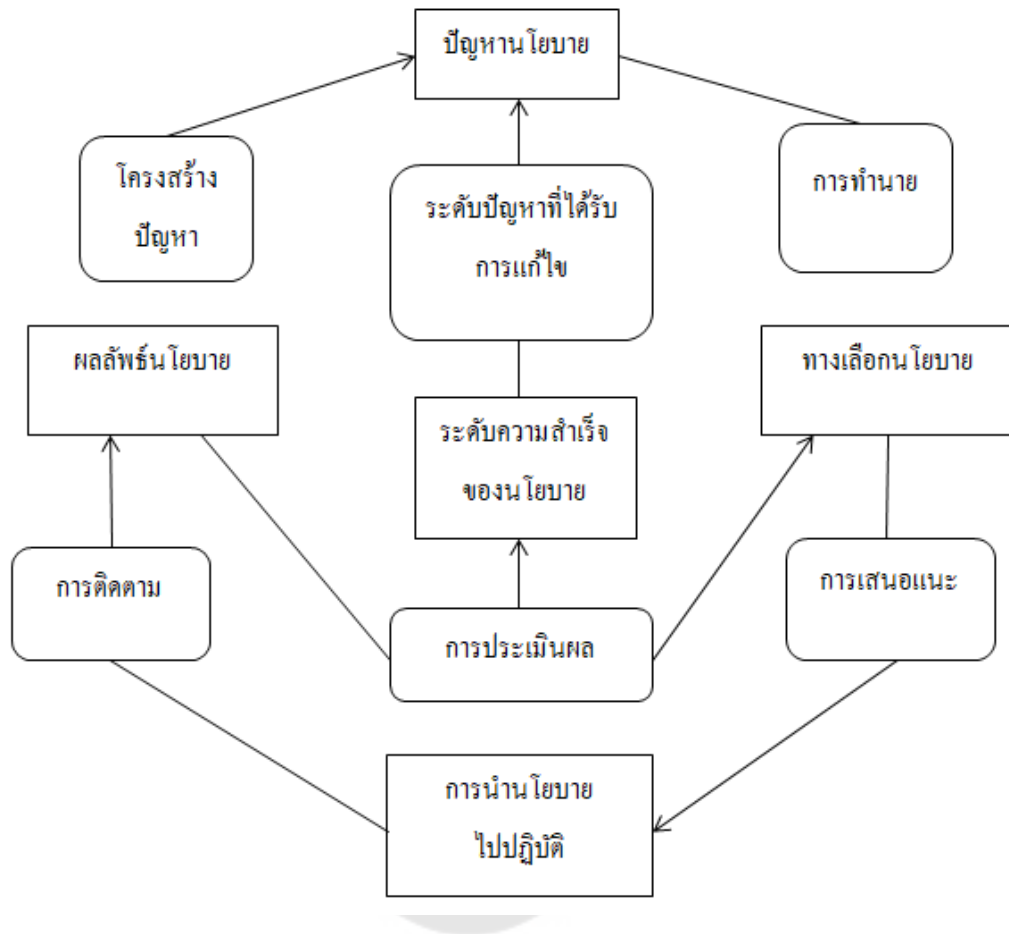 ปัญหานโยบาย
โครงสร้าง
ปัญหา
ระดับปัญหาที่ได้รับ
การแก้ไข
การทำนาย
ผลลัพธ์นโยบาย
ระดับความสำเร็จ
ของนโยบาย
ทางเลือกนโยบาย
การติดตาม
การประเมินผล
การเสนอแนะ
การนำนโยบาย
ไปปฏิบัติ